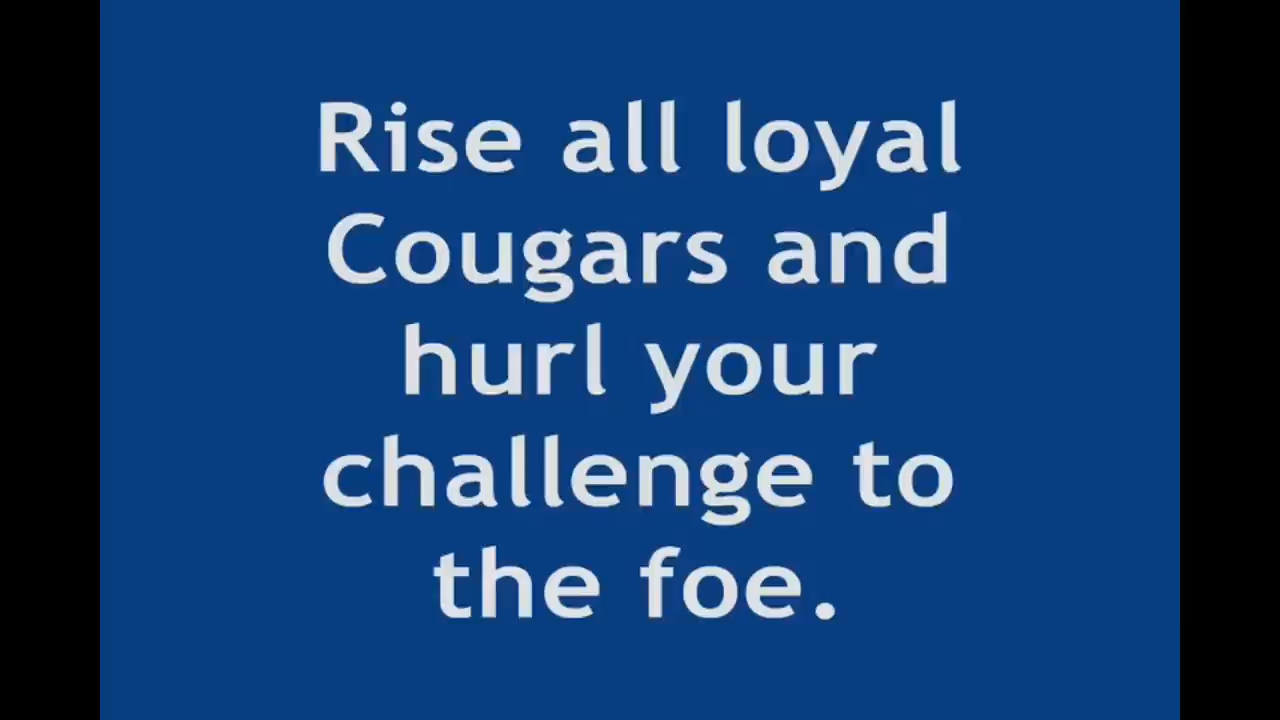 Rise all loyal
Cougars and
hurl your
challenge to
the foe.